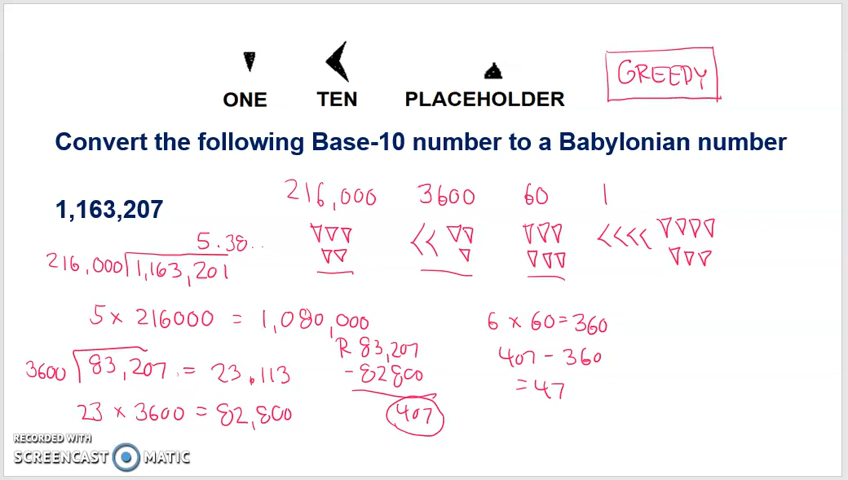 GREEDY
ONE TEN PLACEHOLDER
Convert the following Base-10 number to a Babylonian number
216,000 3600 60 1
1,163,207
5.38..
216,000 1,163,201
5 x 216000 = 1,080,000
6 x 60 = 360
R 83,207
407 - 360
3600 83,207 = 23.113
- 82800
= 47
23 x 3600 = 82,800
407
RECORDED WITH
SCREENCAST MATIC